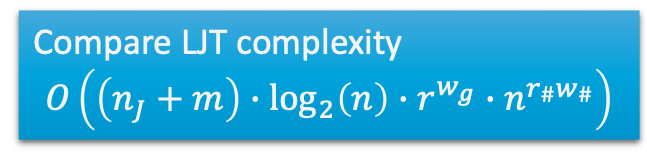 Compare LJT complexity
O((n_J + m) · log₂(n) · r^{w_g} · n^{r_# w_#})